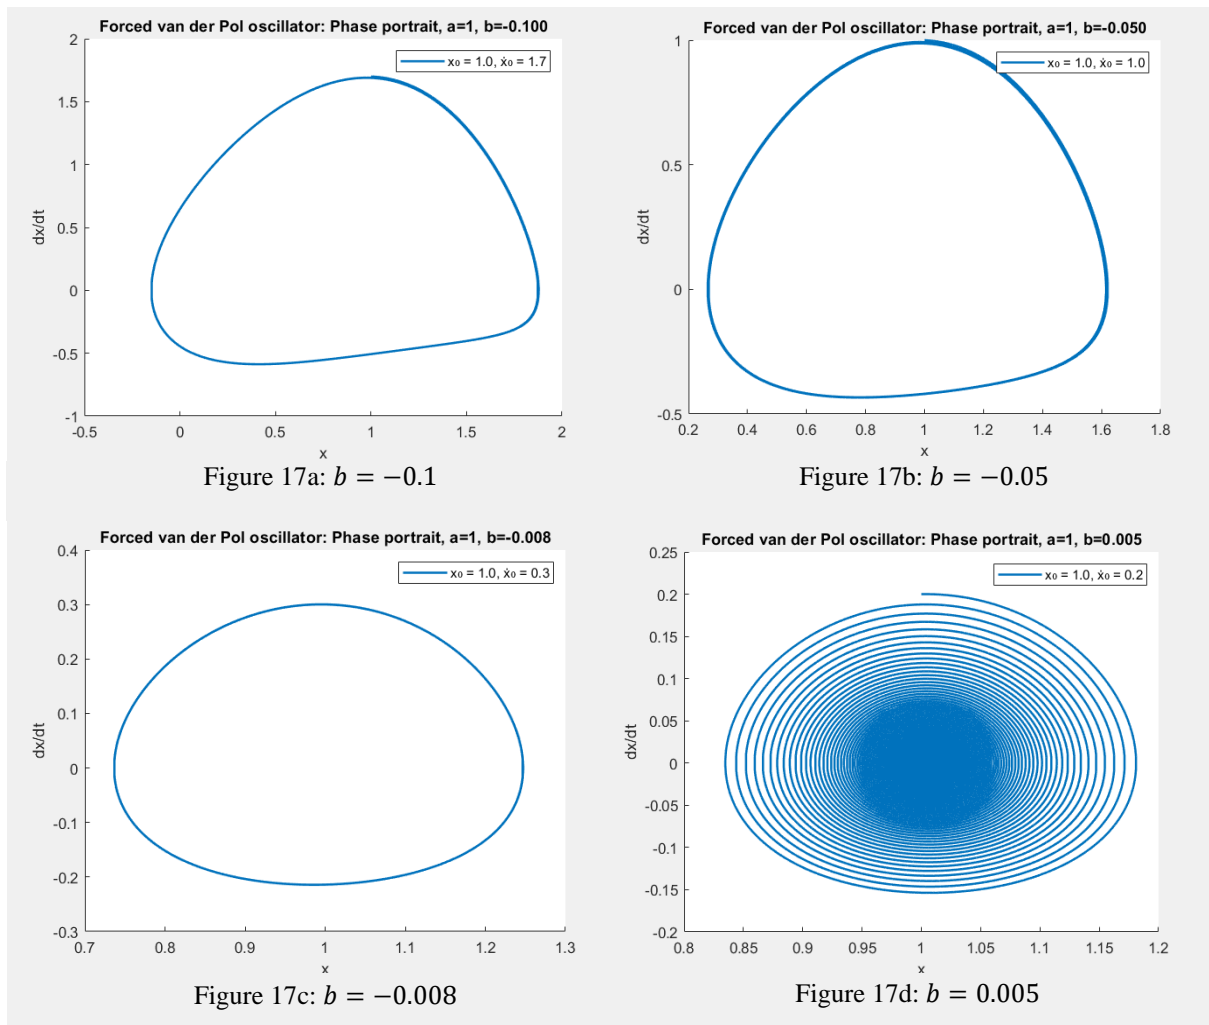 Forced van der Pol oscillator: Phase portrait, a=1, b=-0.100
x₀ = 1.0, ẋ₀ = 1.7
2
1.5
1
0.5
0
-0.5
-1
dx/dt
-0.5 0 0.5 1 1.5 2
x
Figure 17a: b = −0.1
Forced van der Pol oscillator: Phase portrait, a=1, b=-0.050
x₀ = 1.0, ẋ₀ = 1.0
1
0.5
0
-0.5
dx/dt
0.2 0.4 0.6 0.8 1 1.2 1.4 1.6 1.8
x
Figure 17b: b = −0.05
Forced van der Pol oscillator: Phase portrait, a=1, b=-0.008
x₀ = 1.0, ẋ₀ = 0.3
0.4
0.3
0.2
0.1
0
-0.1
-0.2
-0.3
dx/dt
0.7 0.8 0.9 1 1.1 1.2 1.3
x
Figure 17c: b = −0.008
Forced van der Pol oscillator: Phase portrait, a=1, b=0.005
x₀ = 1.0, ẋ₀ = 0.2
0.25
0.2
0.15
0.1
0.05
0
-0.05
-0.1
-0.15
-0.2
dx/dt
0.8 0.85 0.9 0.95 1 1.05 1.1 1.15 1.2
x
Figure 17d: b = 0.005